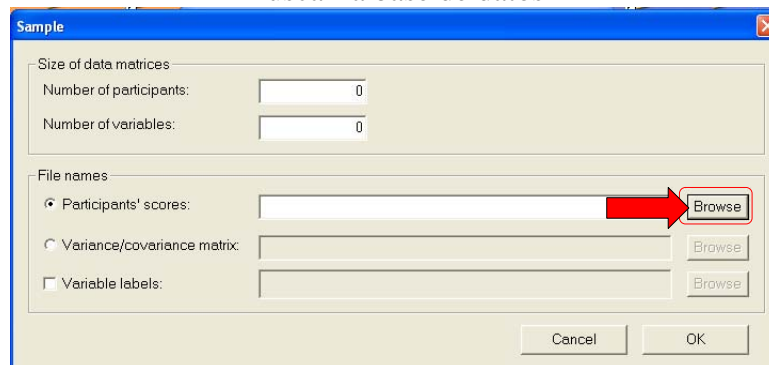 Sample
Size of data matrices
Number of participants: 0
Number of variables: 0
File names
Participants' scores: Browse
Variance/covariance matrix: Browse
Variable labels: Browse
Cancel OK